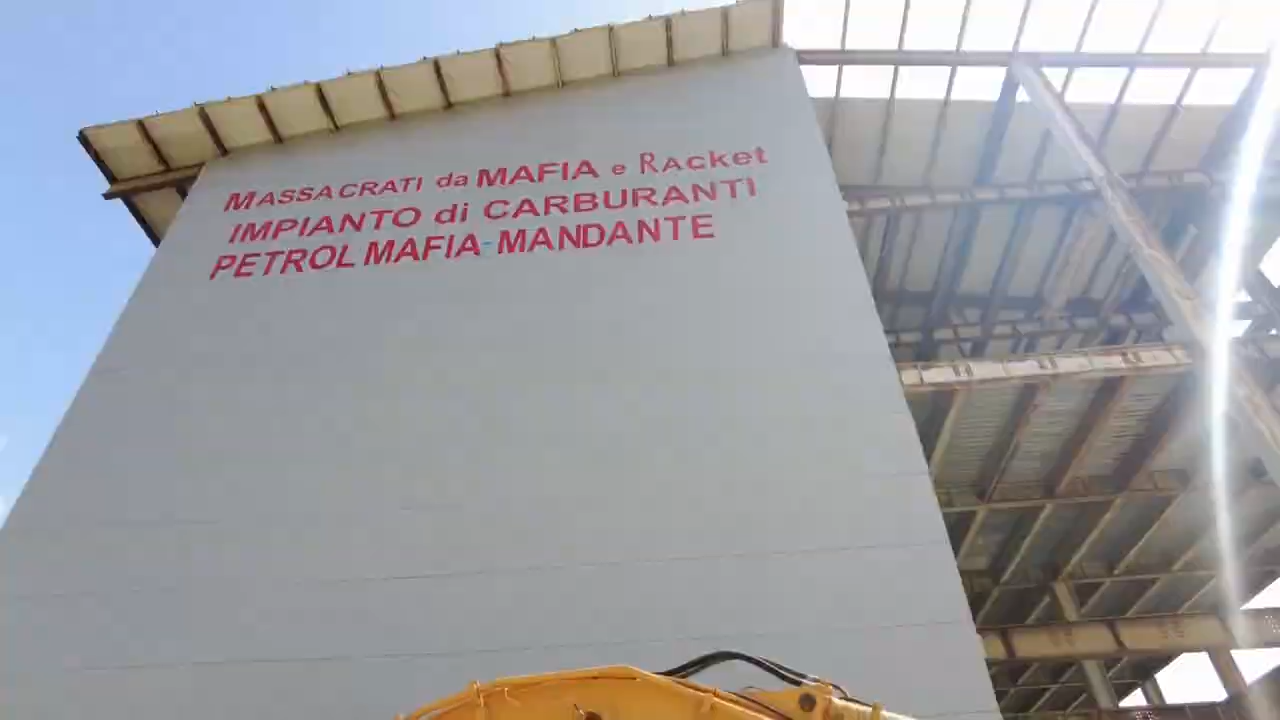 MASSACRATI da MAFIA e RAcket
IMPIANTO di CARBURANTI
PETROL MAFIA-MANDANTE